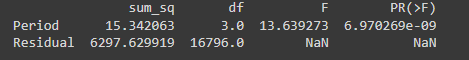 sum_sq df F PR(>F)
Period 15.342063 3.0 13.639273 6.970269e-09
Residual 6297.629919 16796.0 NaN NaN